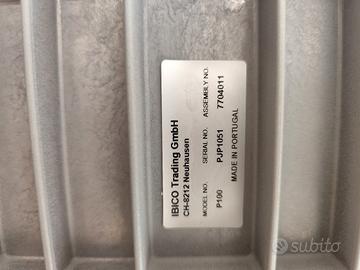 IBICO Trading GmbH
CH-8212 Neuhausen
MODEL NO. SERIAL NO. ASSEMBLY NO.
P100 PJP1051 7704011
MADE IN PORTUGAL
subito